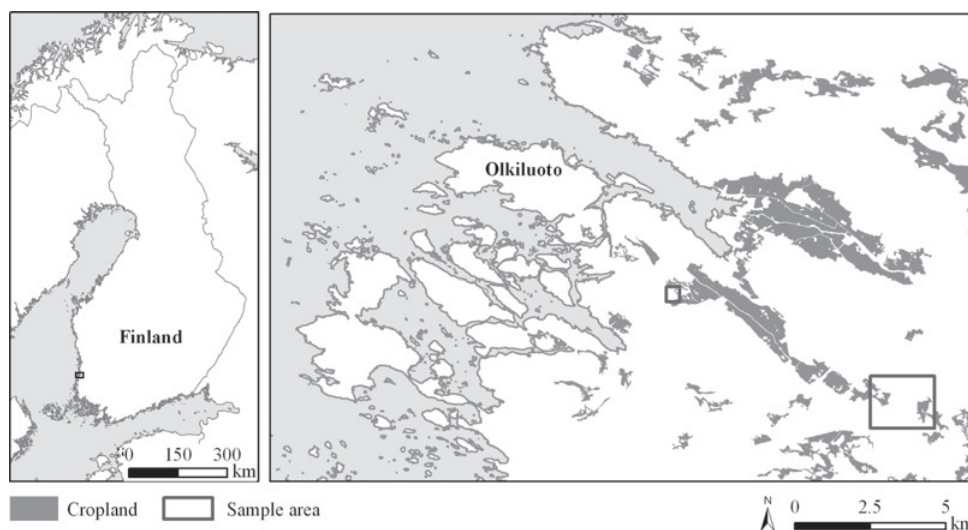 Olkiluoto
Finland
0 150 300
km
Cropland
Sample area
N
0 2.5 5
km